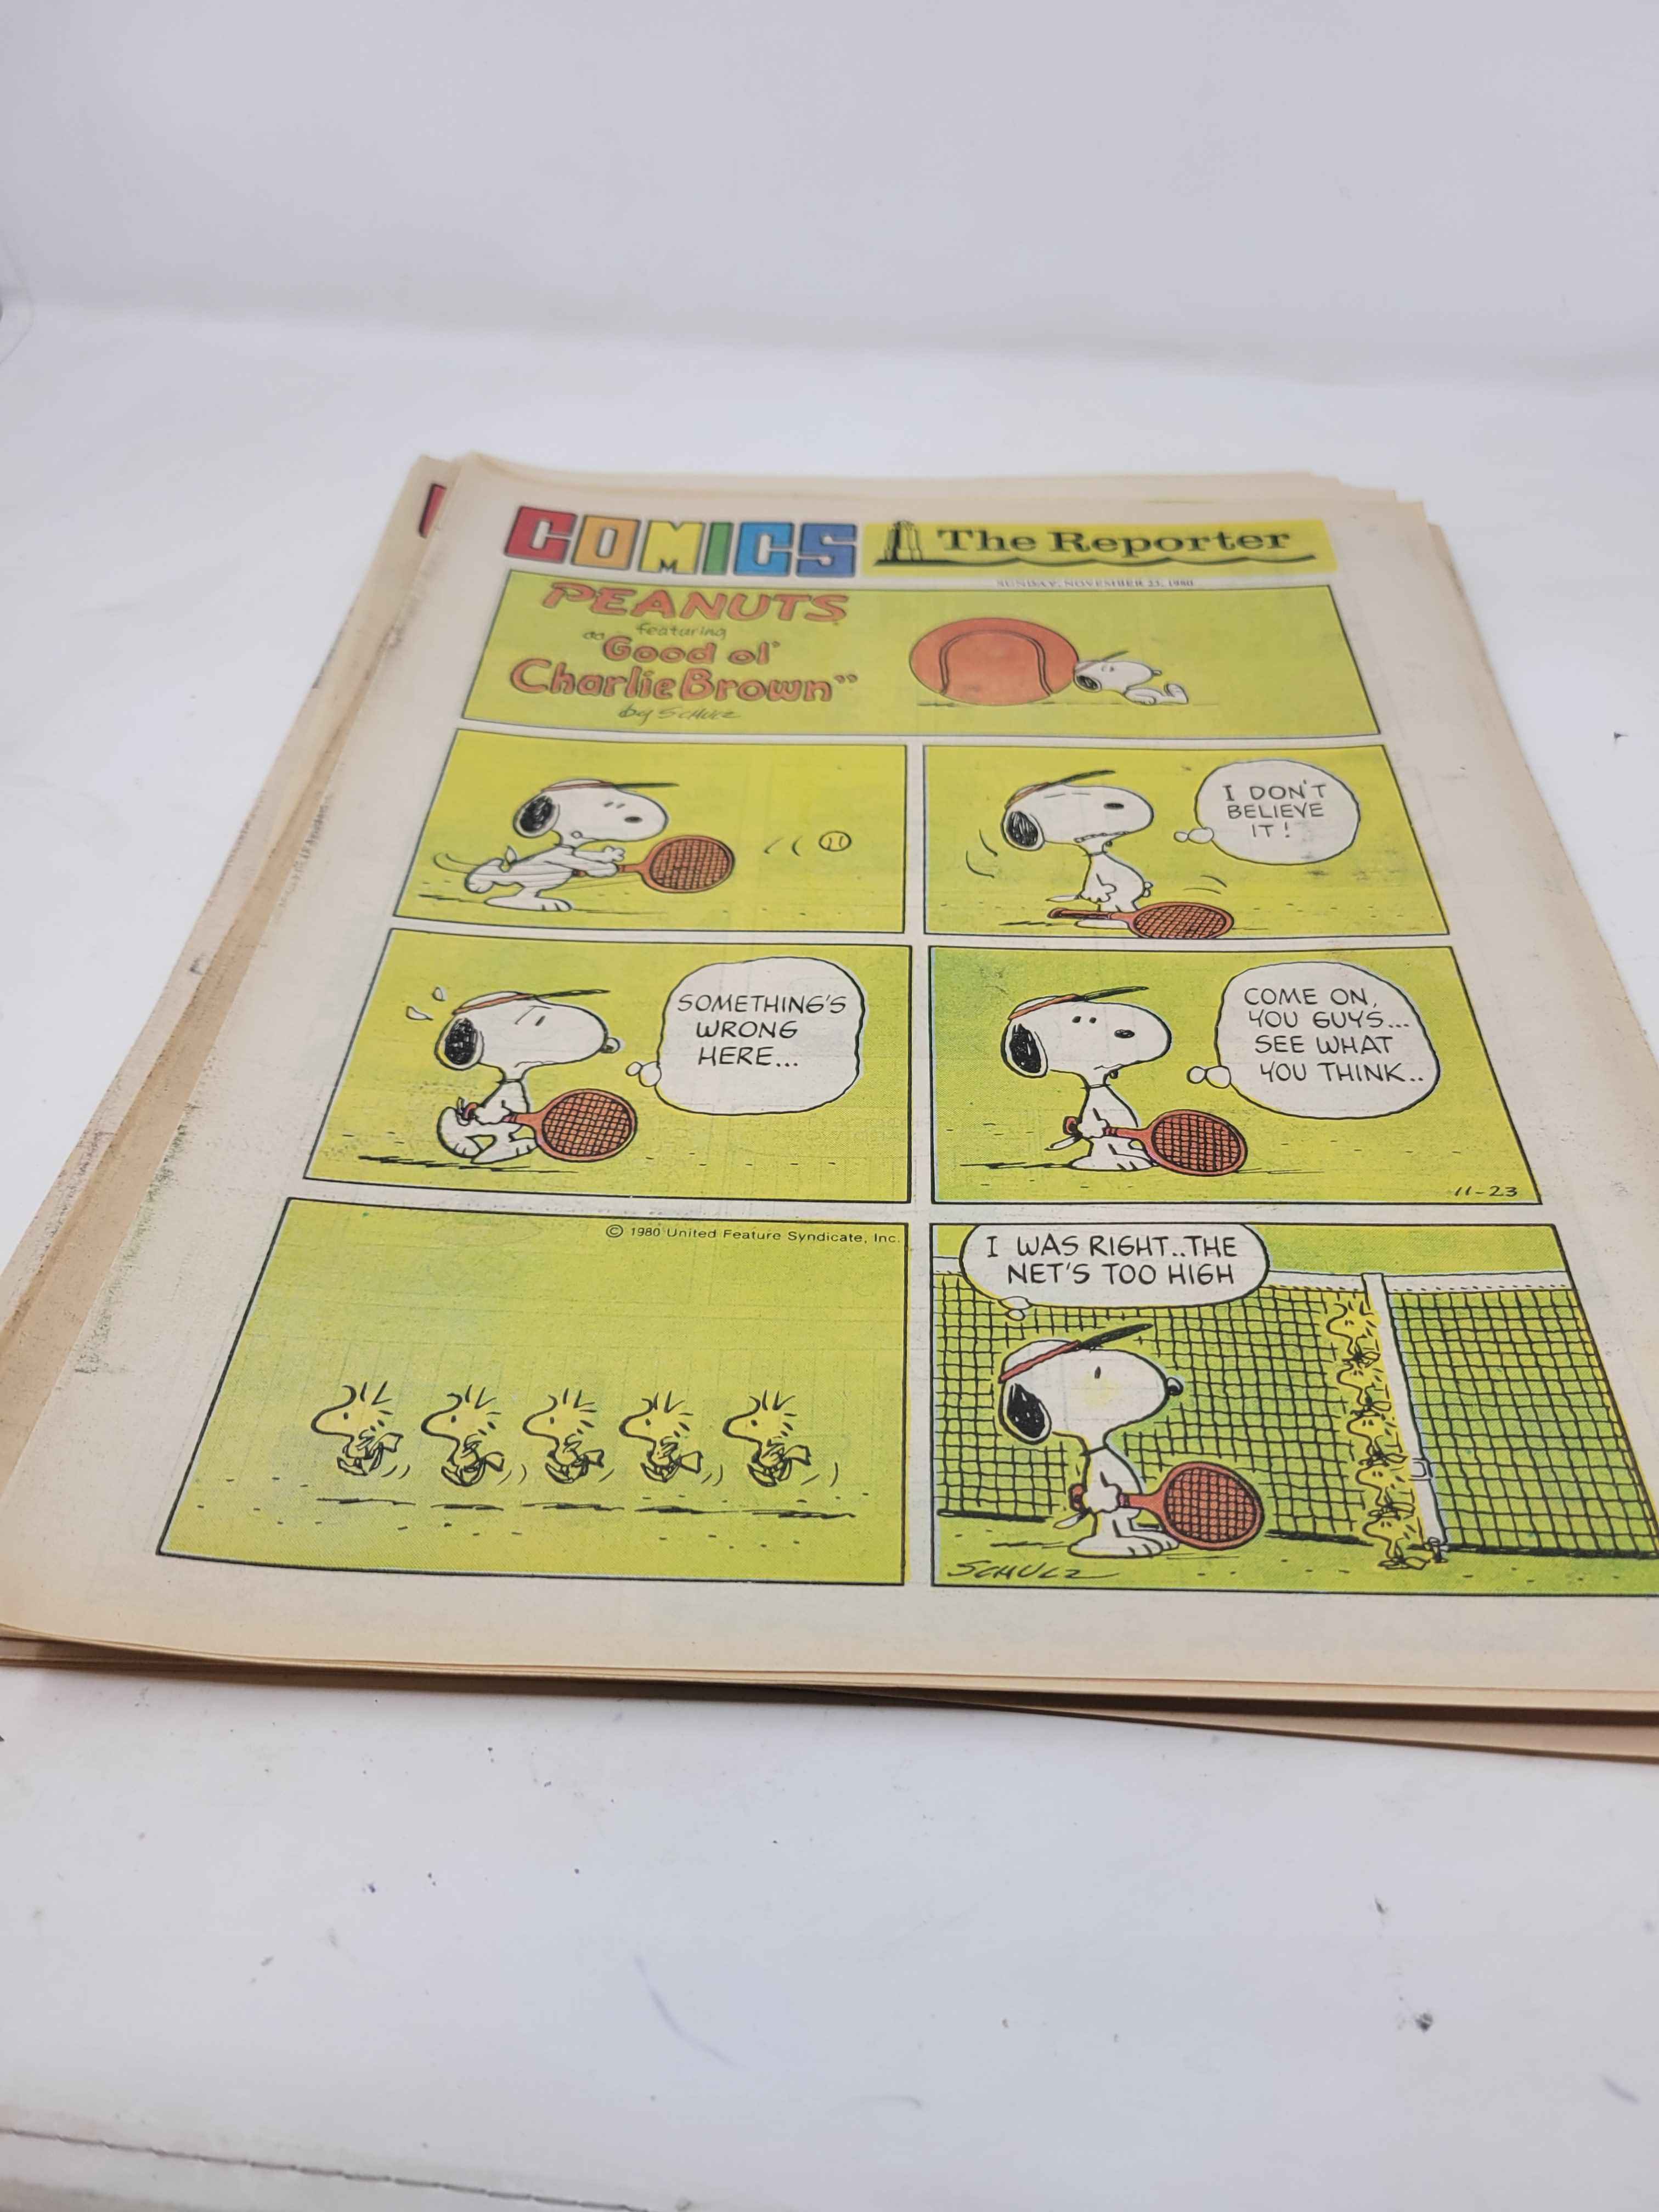 COMICS
The Reporter
SUNDAY, NOVEMBER 23, 1980
PEANUTS
featuring
"Good ol'
Charlie Brown"
by SCHULZ
I DON'T
BELIEVE
IT!
SOMETHING'S
WRONG
HERE...
COME ON,
YOU GUYS...
SEE WHAT
YOU THINK..
11-23
© 1980 United Feature Syndicate, Inc.
I WAS RIGHT..THE
NET'S TOO HIGH
SCHULZ